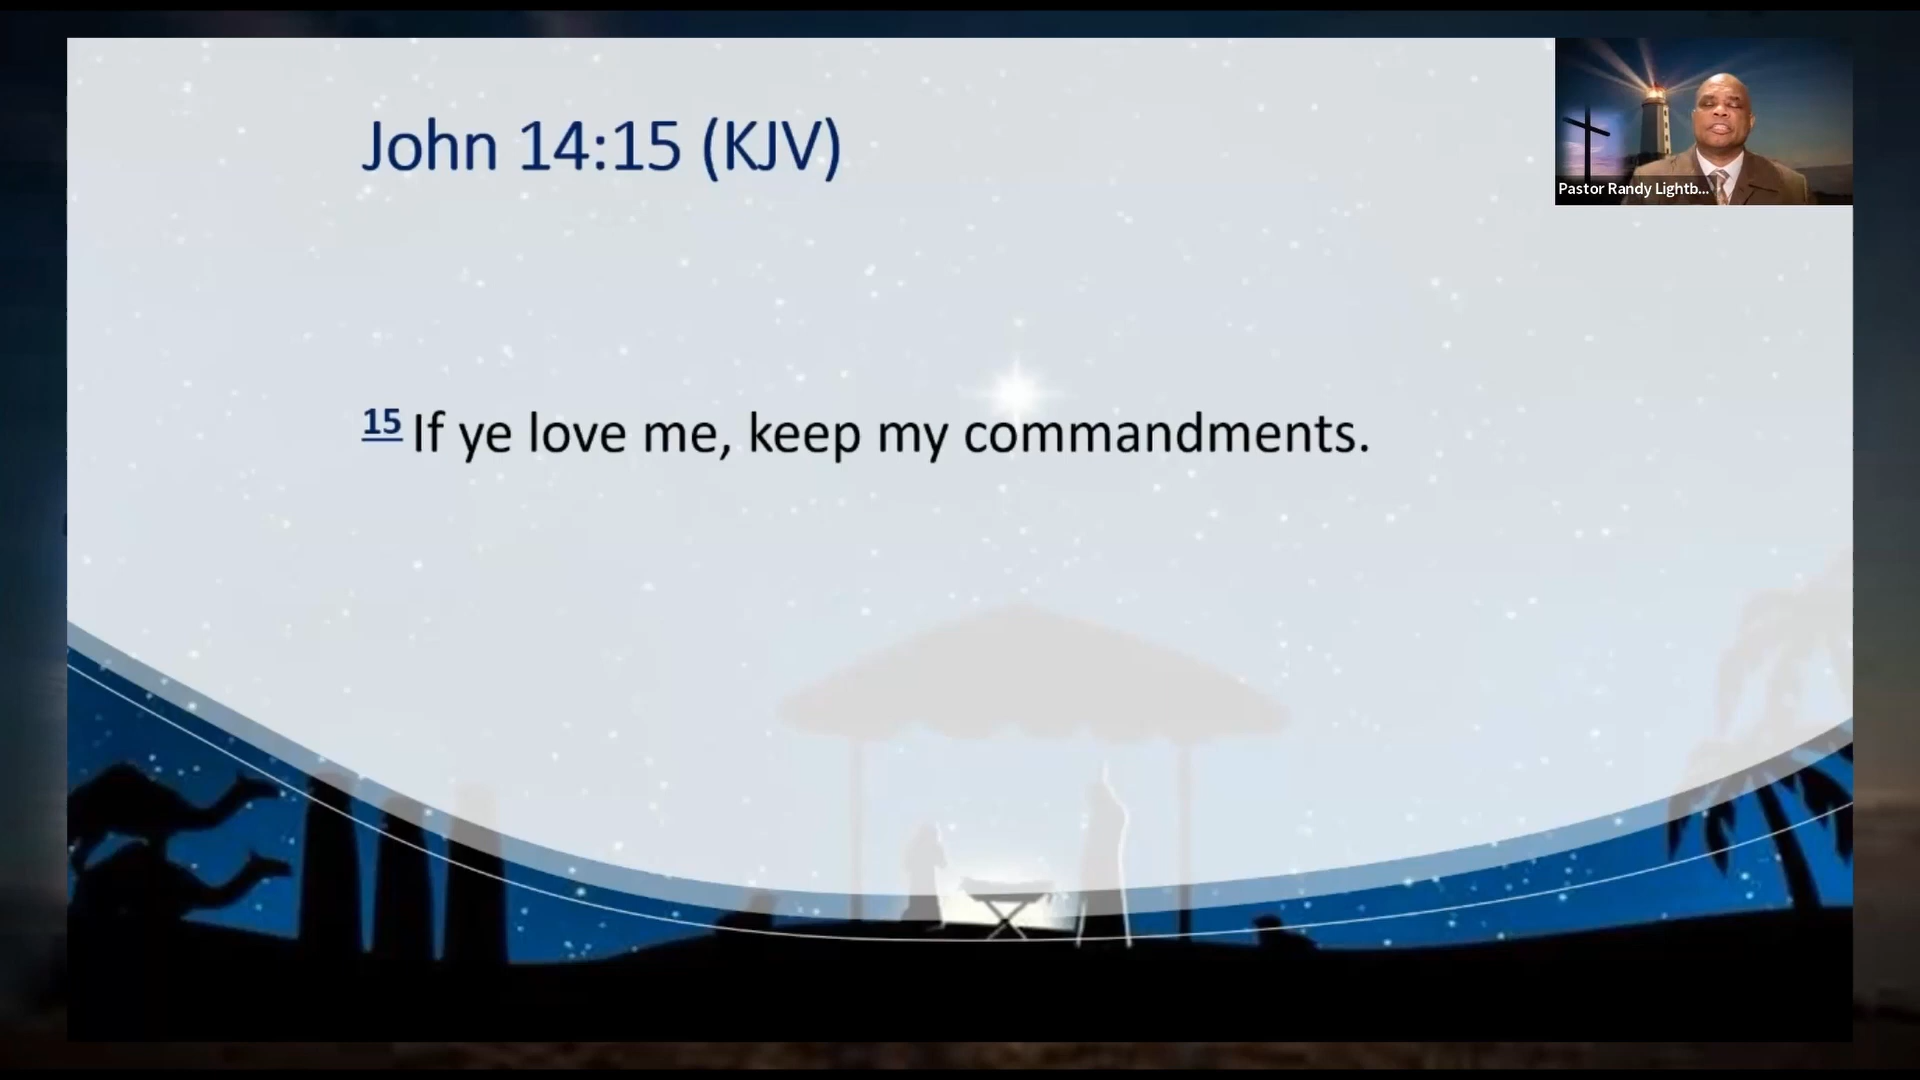 John 14:15 (KJV)
15 If ye love me, keep my commandments.
Pastor Randy Lightb...